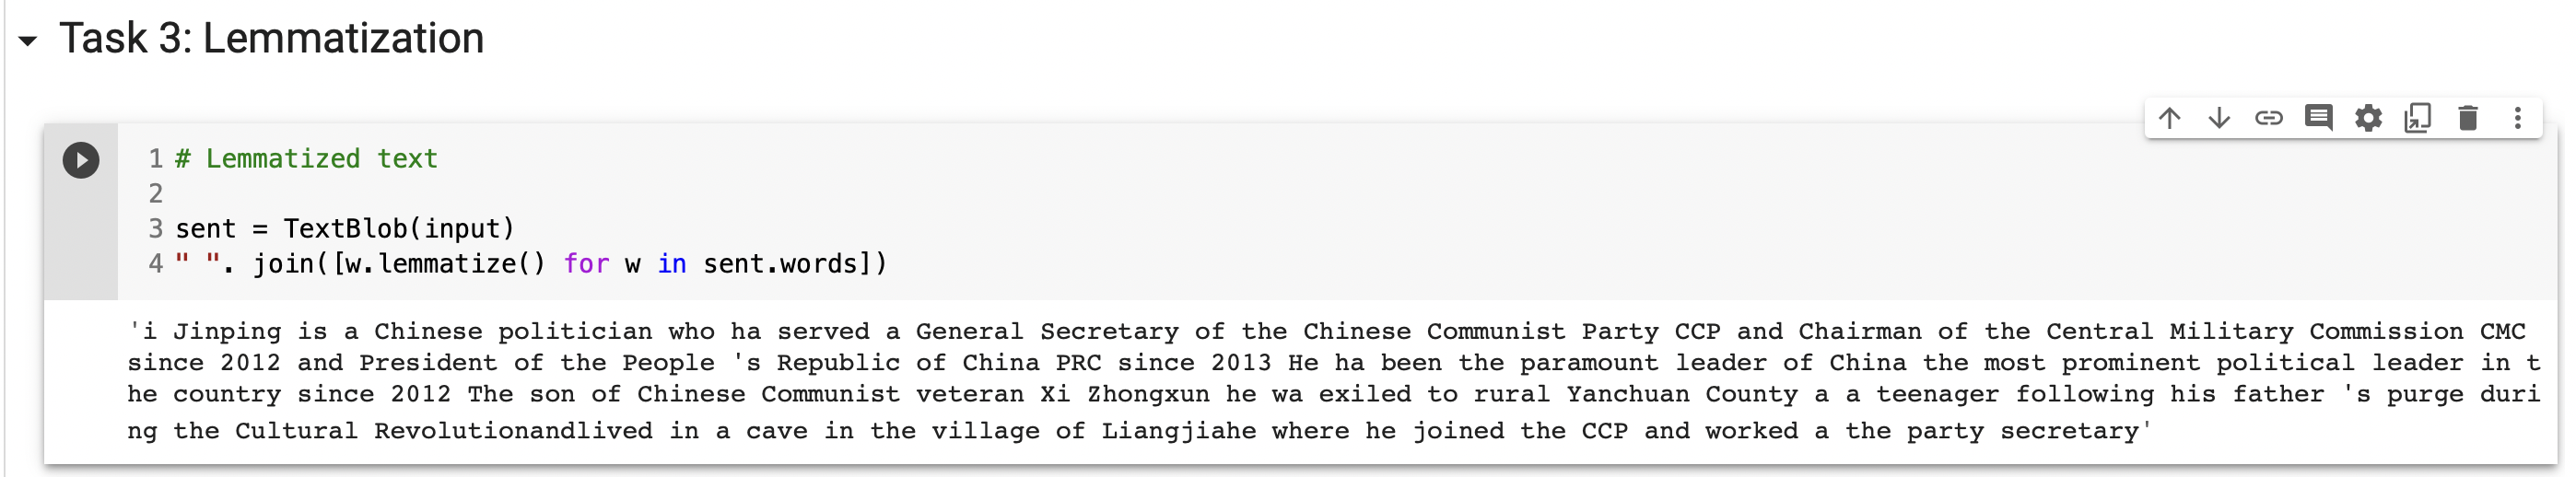 Task 3: Lemmatization
1 # Lemmatized text
2
3 sent = TextBlob(input)
4 " ". join([w.lemmatize() for w in sent.words])
'i Jinping is a Chinese politician who ha served a General Secretary of the Chinese Communist Party CCP and Chairman of the Central Military Commission CMC
since 2012 and President of the People 's Republic of China PRC since 2013 He ha been the paramount leader of China the most prominent political leader in t
he country since 2012 The son of Chinese Communist veteran Xi Zhongxun he wa exiled to rural Yanchuan County a a teenager following his father 's purge duri
ng the Cultural Revolutionandlived in a cave in the village of Liangjiahe where he joined the CCP and worked a the party secretary'